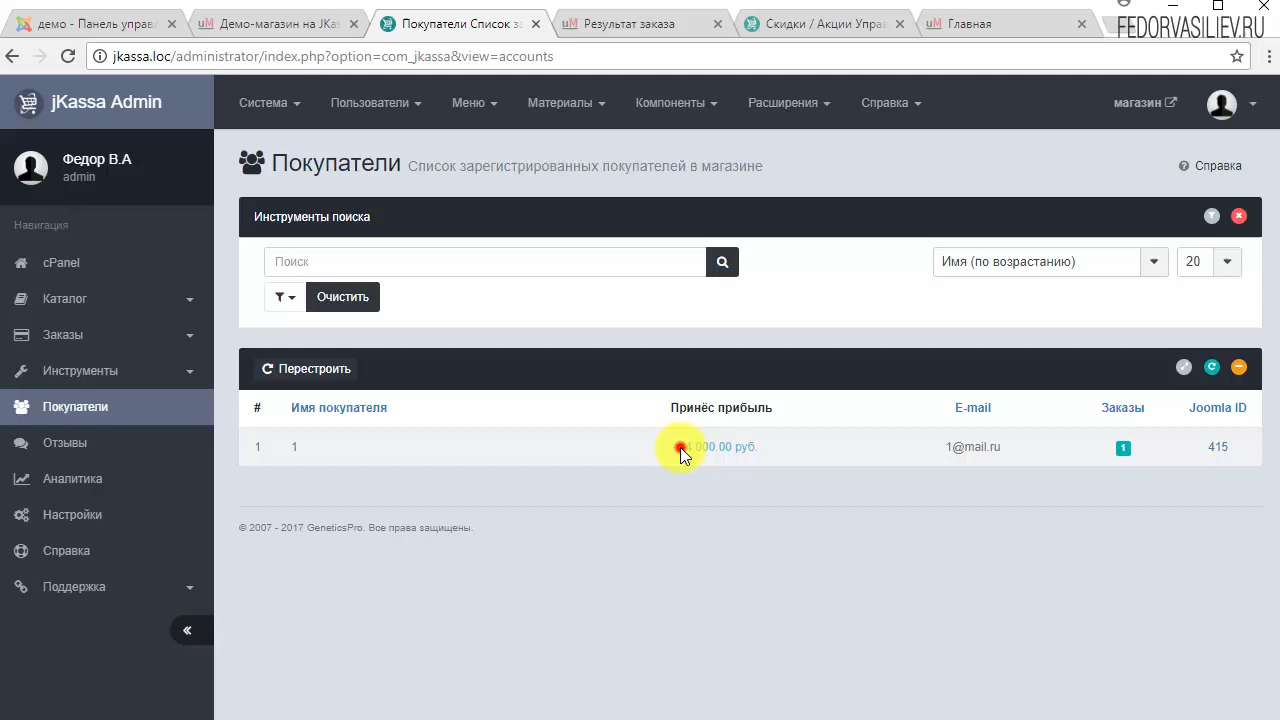 демо - Панель управ
Демо-магазин на JKas
Покупатели Список за
Результат заказа
Скидки / Акции Упра
Главная
FEDORVASILIEV.RU
jkassa.loc/administrator/index.php?option=com_jkassa&view=accounts
jKassa Admin
Система
Пользователи
Меню
Материалы
Компоненты
Расширения
Справка
магазин
Федор В.А
admin
Покупатели Список зарегистрированных покупателей в магазине
Справка
Навигация
cPanel
Каталог
Заказы
Инструменты
Покупатели
Отзывы
Аналитика
Настройки
Справка
Поддержка
Инструменты поиска
Поиск
Имя (по возрастанию)
20
Очистить
Перестроить
# Имя покупателя Принёс прибыль E-mail Заказы Joomla ID
1 1 руб. 1@mail.ru 1 415
© 2007 - 2017 GeneticsPro. Все права защищены.